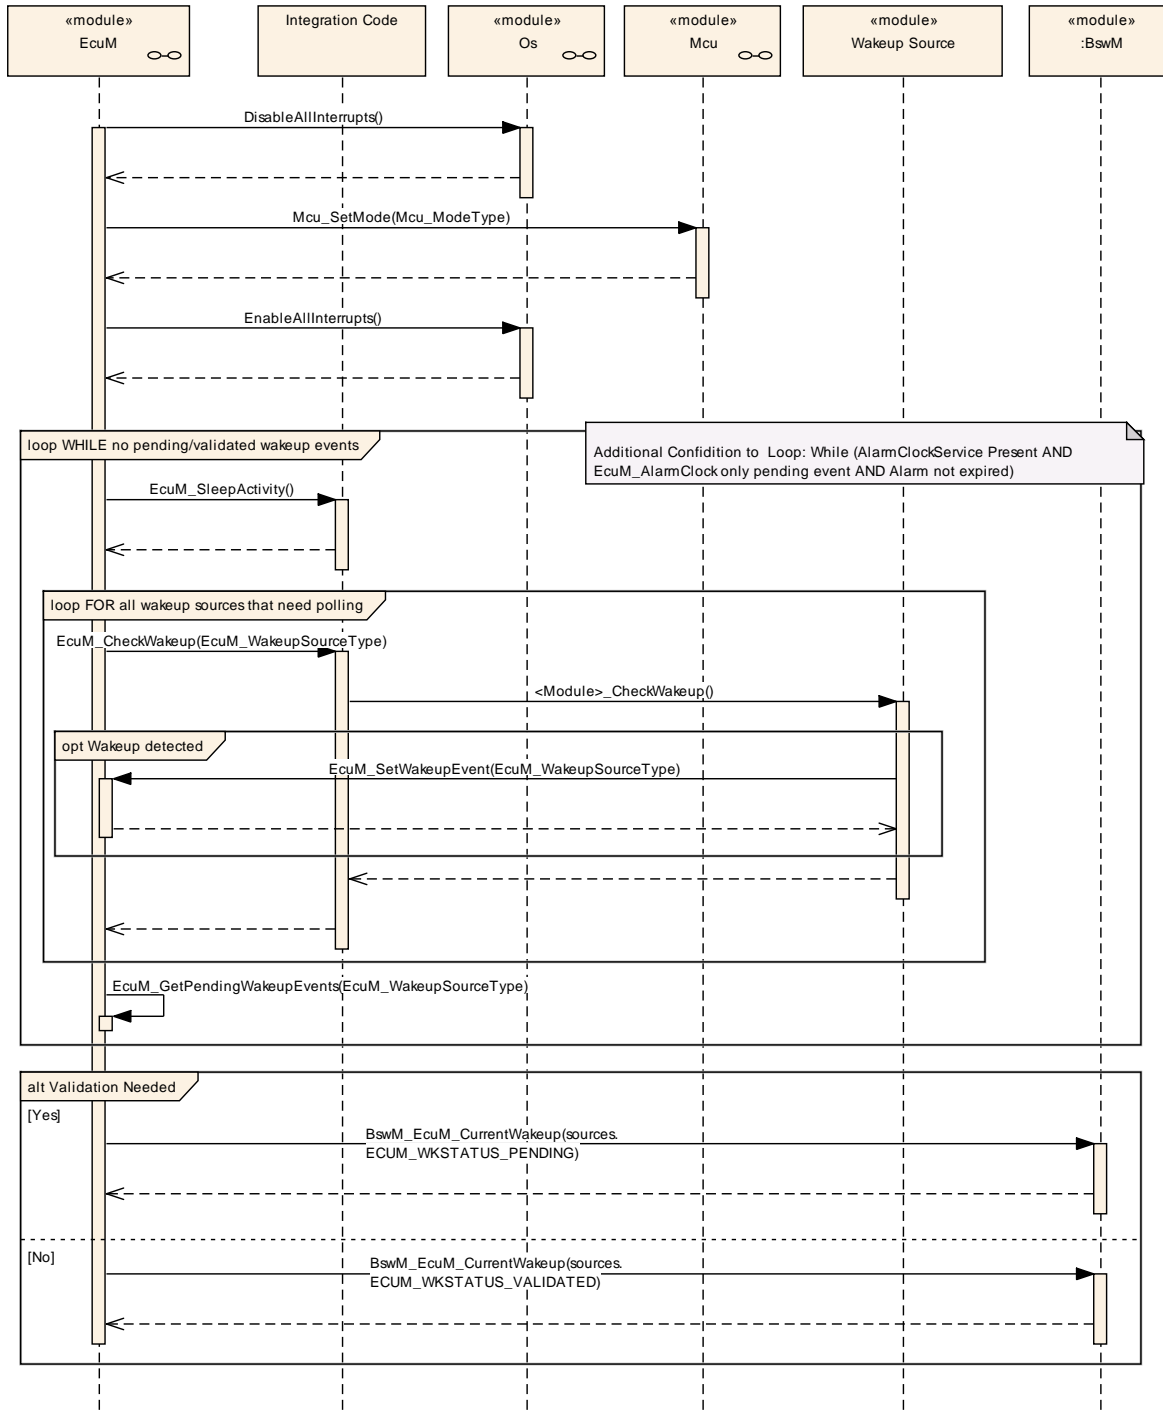 «module»
EcuM
Integration Code
«module»
Os
«module»
Mcu
«module»
Wakeup Source
«module»
:BswM
DisableAllInterrupts()
Mcu_SetMode(Mcu_ModeType)
EnableAllInterrupts()
loop WHILE no pending/validated wakeup events
Additional Confidition to Loop: While (AlarmClockService Present AND
EcuM_AlarmClock only pending event AND Alarm not expired)
EcuM_SleepActivity()
loop FOR all wakeup sources that need polling
EcuM_CheckWakeup(EcuM_WakeupSourceType)
<Module>_CheckWakeup()
opt Wakeup detected
EcuM_SetWakeupEvent(EcuM_WakeupSourceType)
EcuM_GetPendingWakeupEvents(EcuM_WakeupSourceType)
alt Validation Needed
[Yes]
BswM_EcuM_CurrentWakeup(sources.
ECUM_WKSTATUS_PENDING)
[No]
BswM_EcuM_CurrentWakeup(sources.
ECUM_WKSTATUS_VALIDATED)